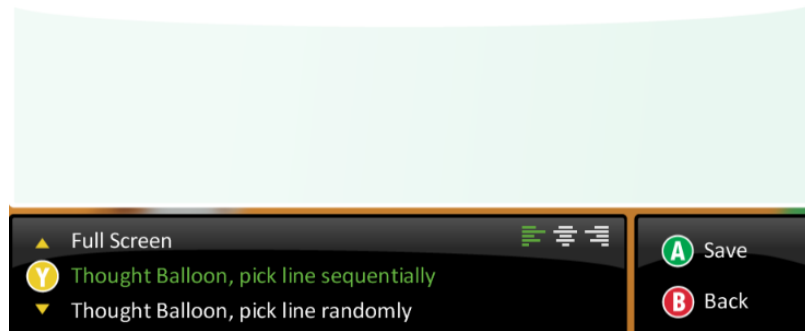 Full Screen
Y Thought Balloon, pick line sequentially
Thought Balloon, pick line randomly
A Save
B Back